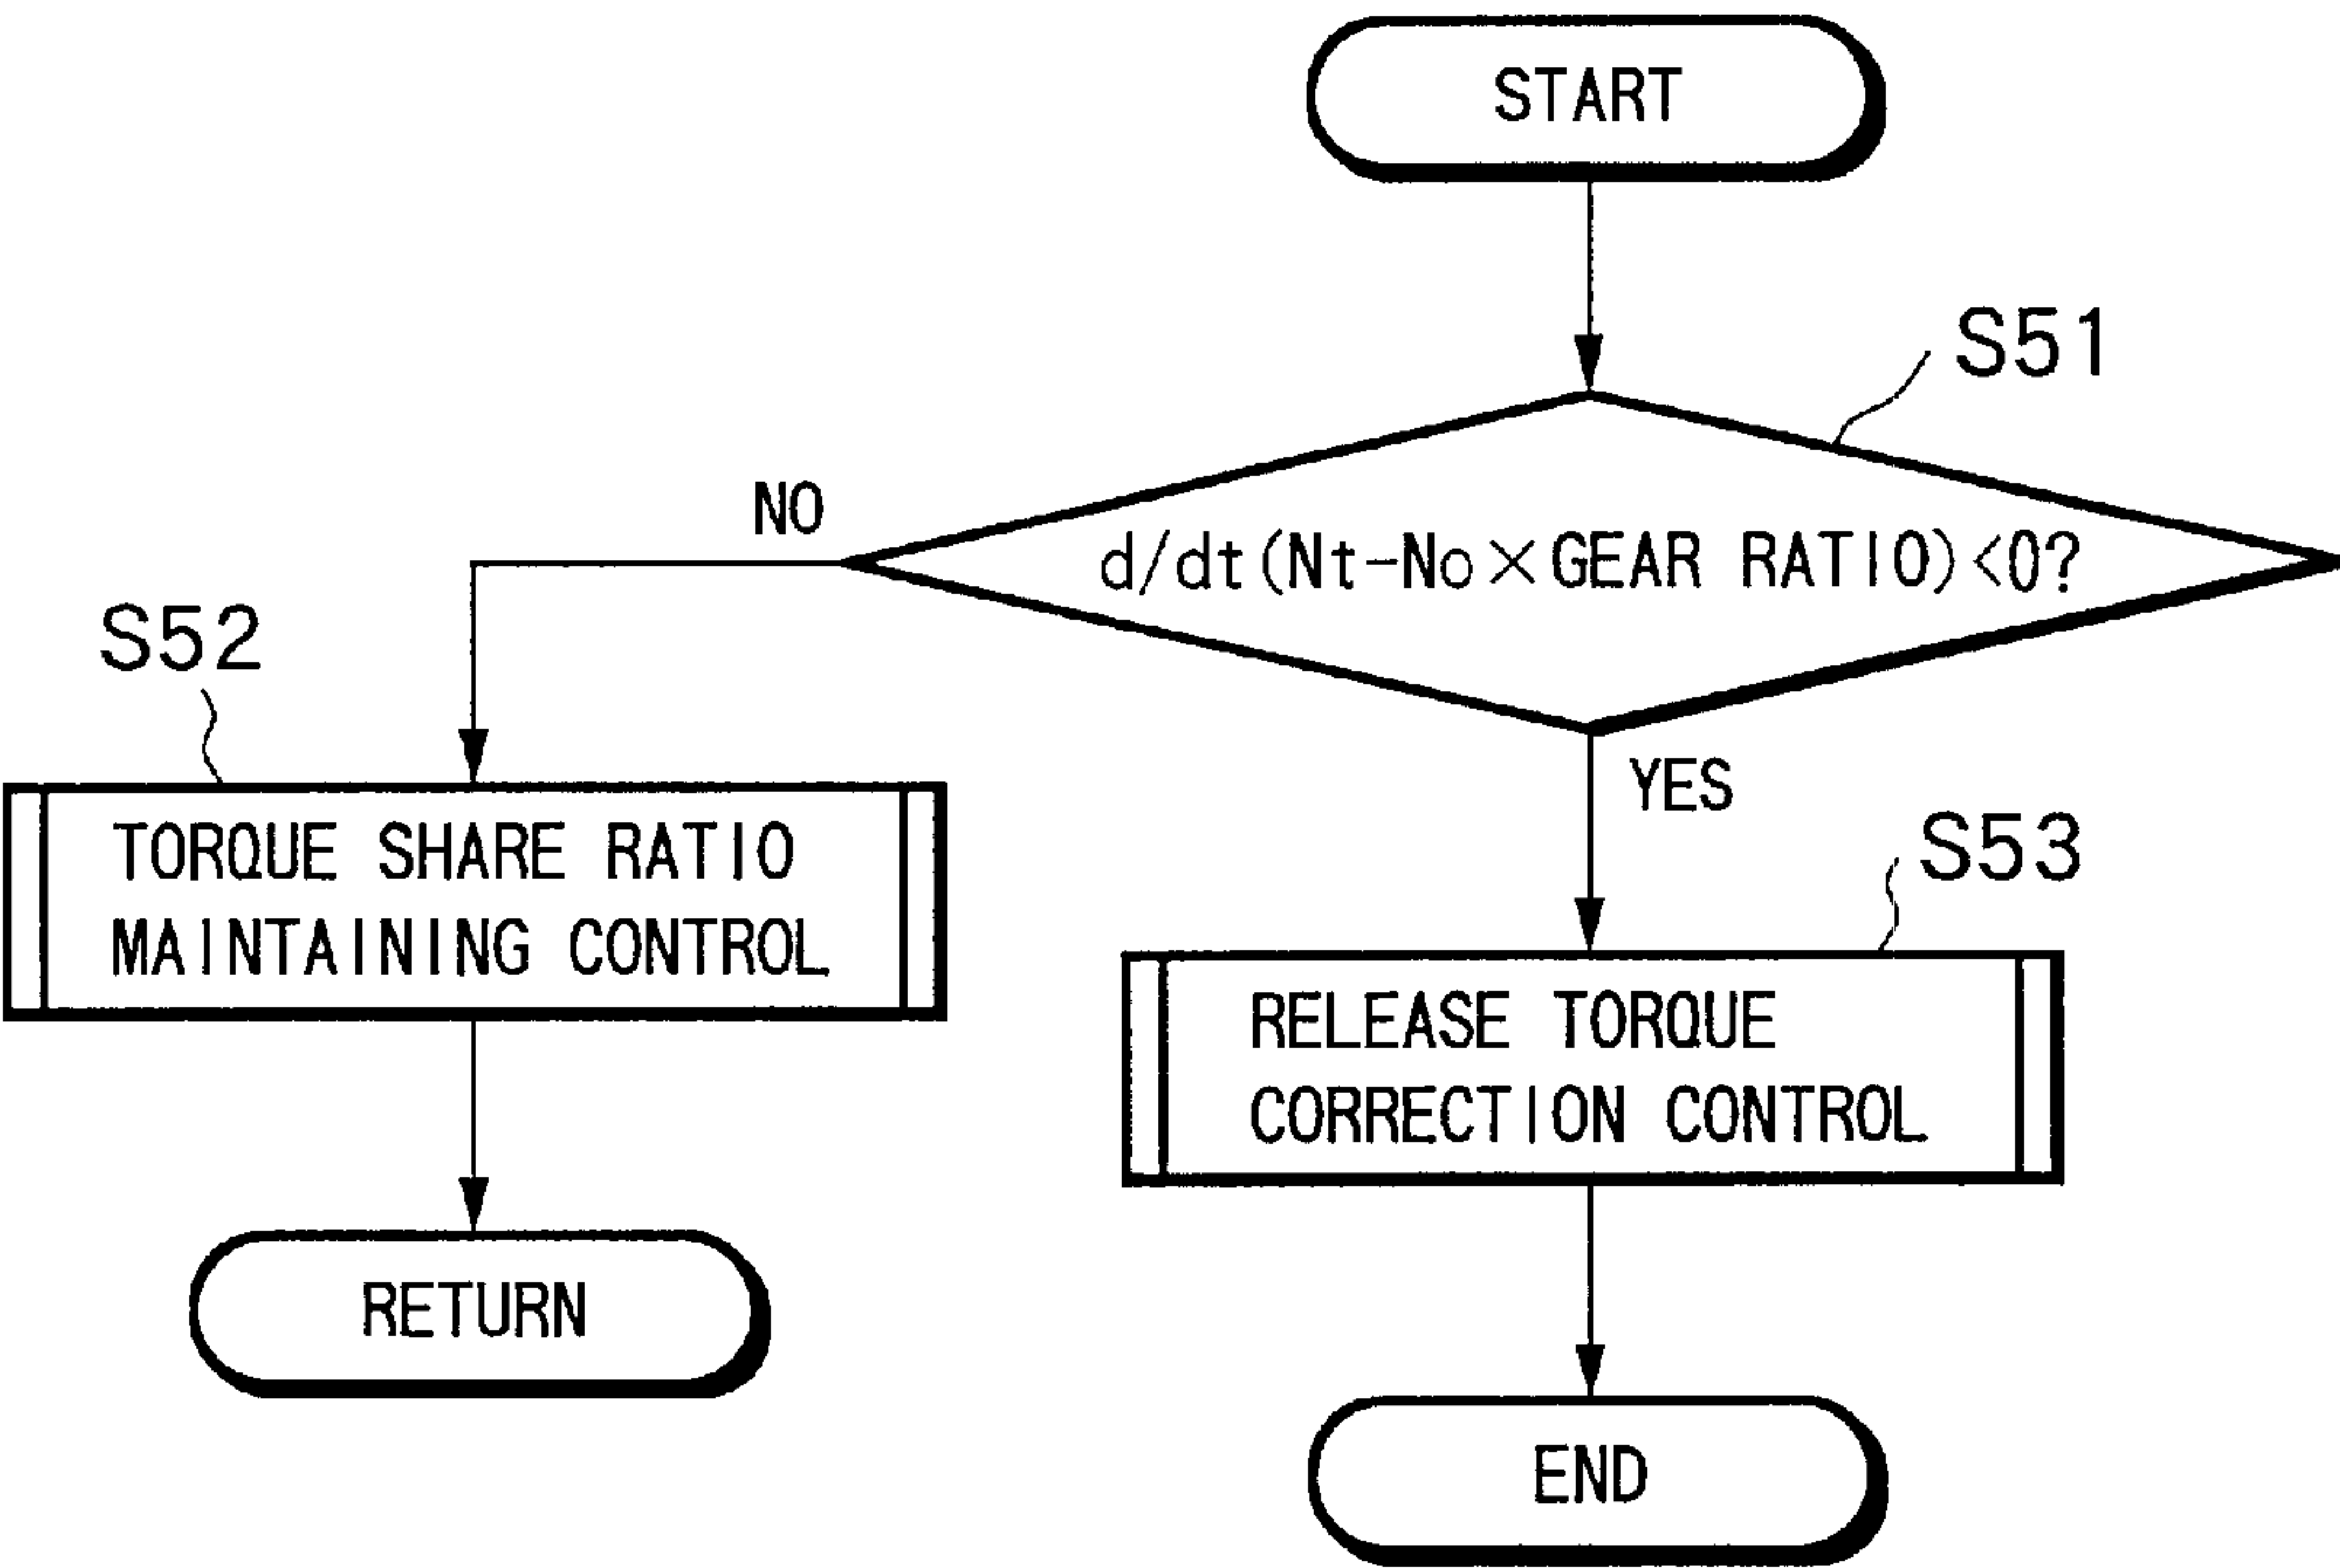 START
S51
d/dt(Nt-No×GEAR RATIO)<0?
NO
YES
S52
TORQUE SHARE RATIO
MAINTAINING CONTROL
RETURN
S53
RELEASE TORQUE
CORRECTION CONTROL
END